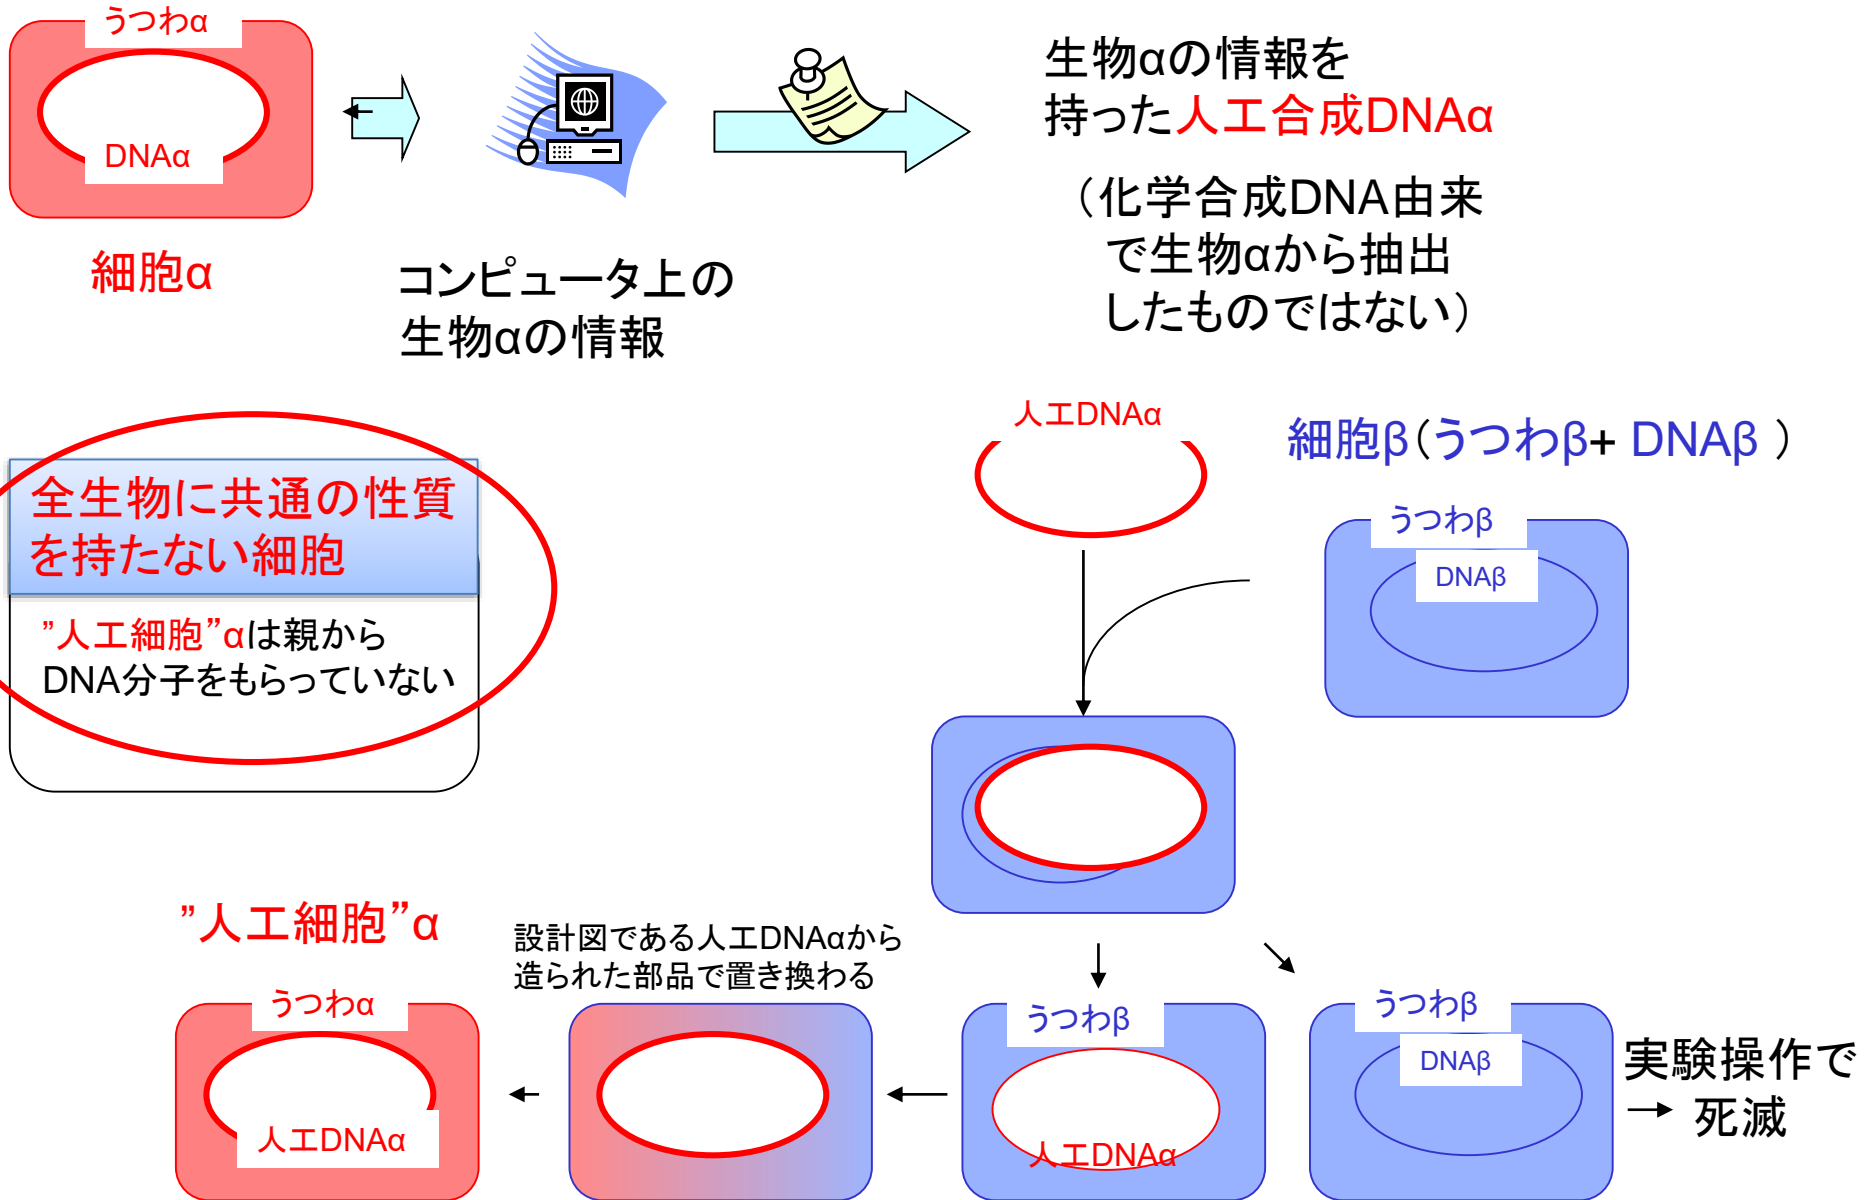 うつわα
DNAα
細胞α
コンピュータ上の
生物αの情報
生物αの情報を
持った人工合成DNAα
（化学合成DNA由来
で生物αから抽出
したものではない）
全生物に共通の性質
を持たない細胞
”人工細胞”αは親から
DNA分子をもらっていない
人工DNAα
細胞β（うつわβ+ DNAβ ）
うつわβ
DNAβ
”人工細胞”α
うつわα
人工DNAα
設計図である人工DNAαから
造られた部品で置き換わる
うつわβ
人工DNAα
うつわβ
DNAβ
実験操作で
死滅